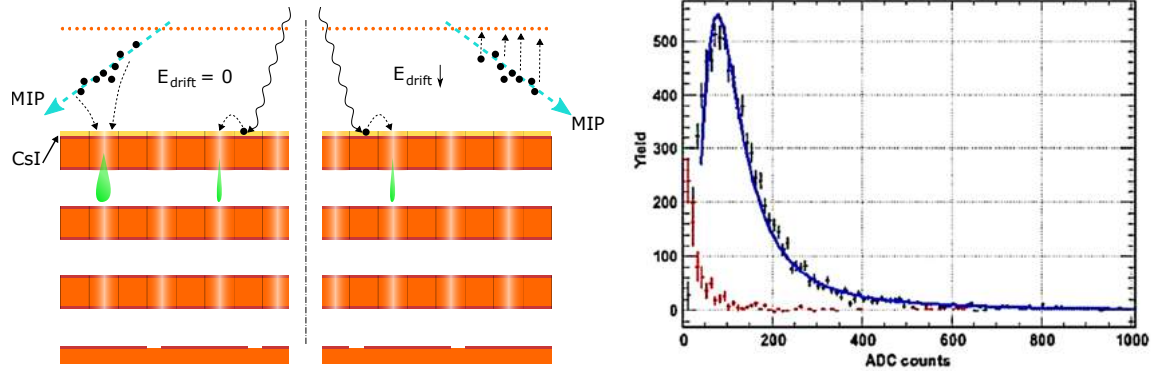 E_drift = 0
MIP
CsI
E_drift ↓
MIP
Yield
500
400
300
200
100
0
0 200 400 600 800 1000
ADC counts